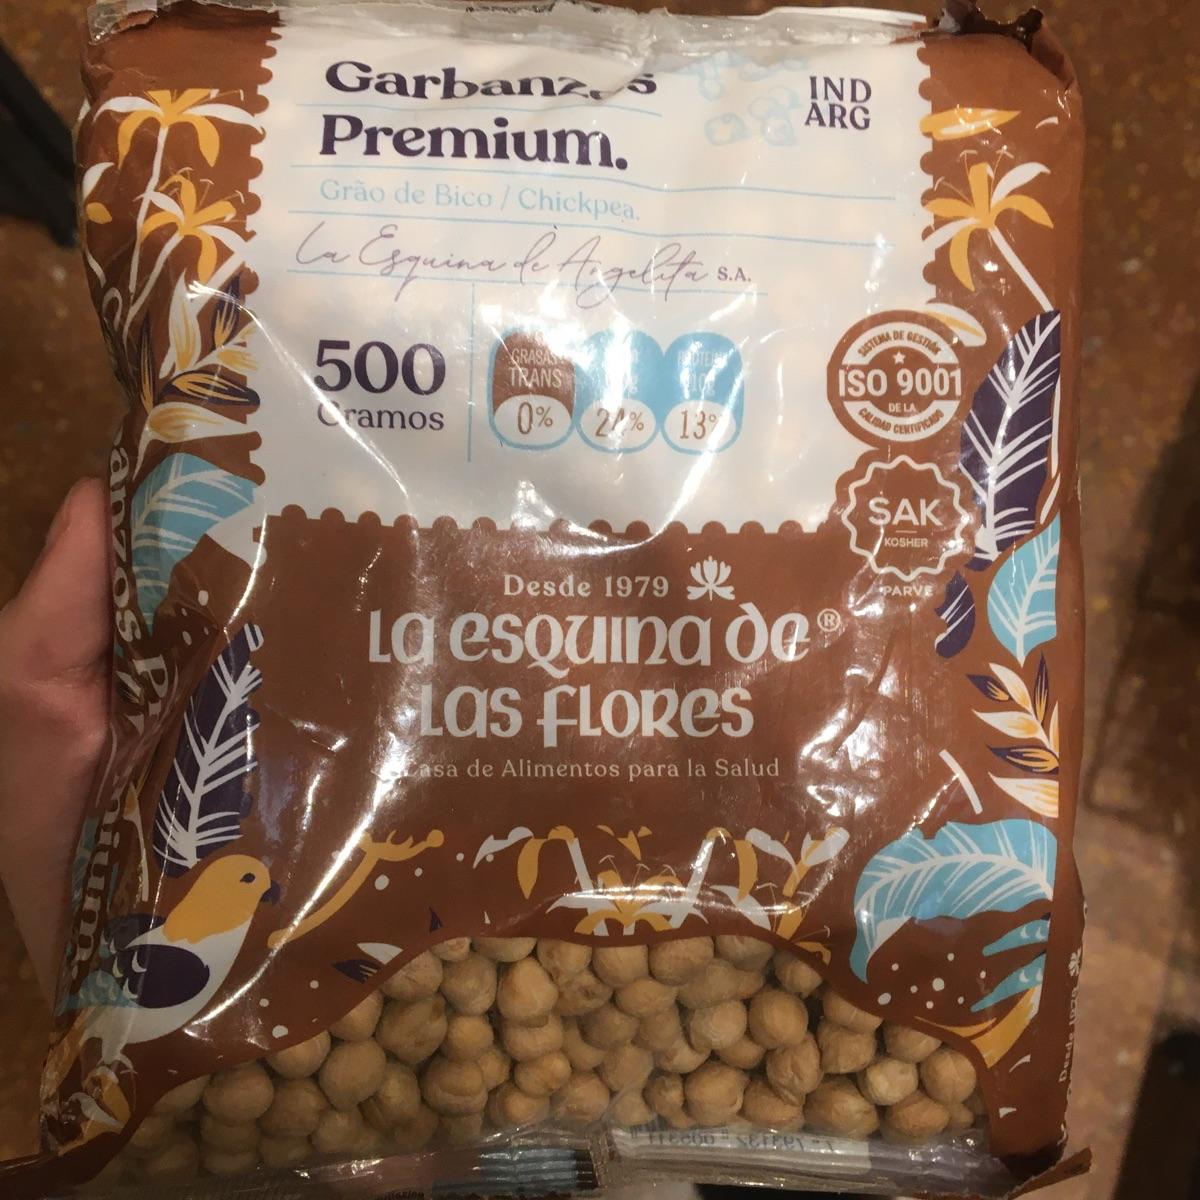 Garbanzos
Premium.
IND
ARG
Grão de Bico / Chickpea.
La Esquina de Angelita S.A.
500
Gramos
GRASAS
TRANS
0%
24%
13%
SISTEMA DE GESTIÓN
ISO 9001
DE LA
CALIDAD CERTIFICADO
SAK
KOSHER
PARVE
Desde 1979
La esquina de®
Las flores
Casa de Alimentos para la Salud